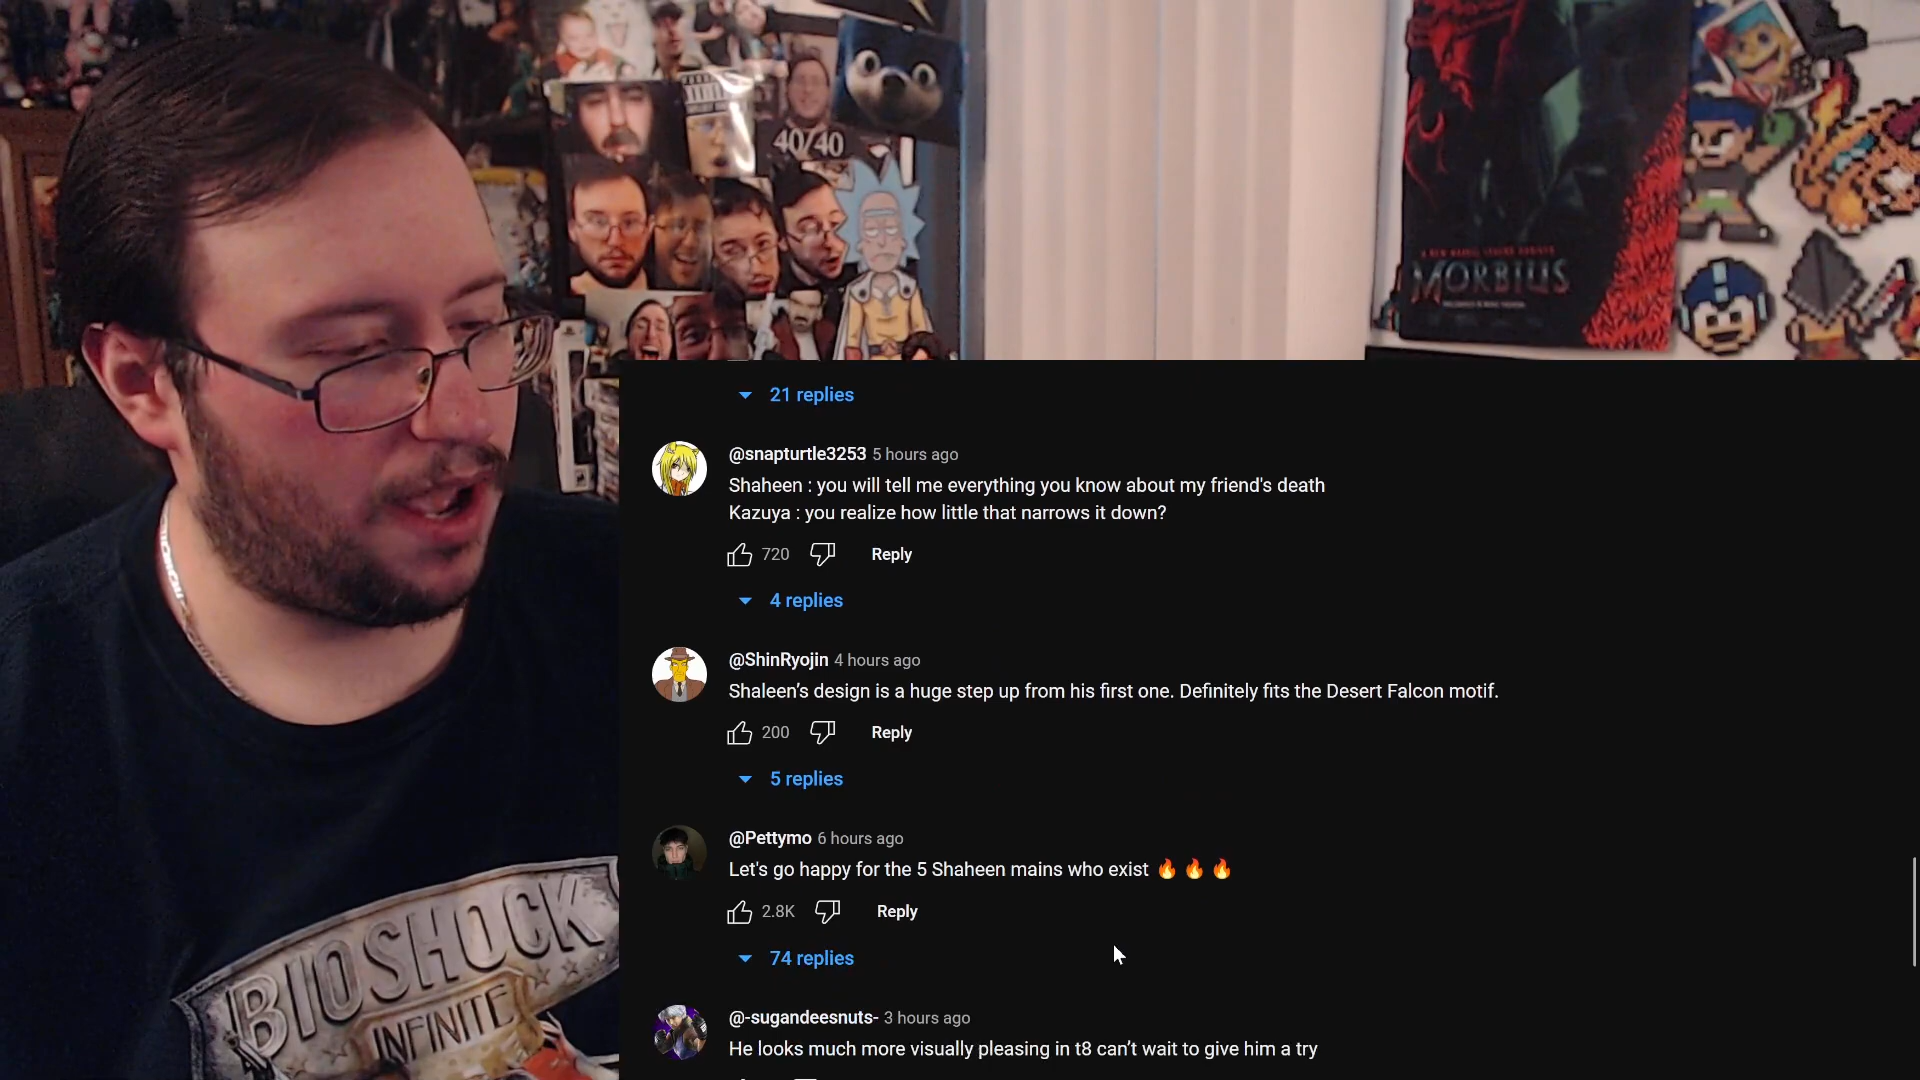 40/40
MORBIUS
21 replies
@snapturtle3253 5 hours ago
Shaheen : you will tell me everything you know about my friend's death
Kazuya : you realize how little that narrows it down?
720 Reply
4 replies
@ShinRyojin 4 hours ago
Shaleen’s design is a huge step up from his first one. Definitely fits the Desert Falcon motif.
200 Reply
5 replies
@Pettymo 6 hours ago
Let's go happy for the 5 Shaheen mains who exist 🔥 🔥 🔥
2.8K Reply
74 replies
@-sugandeesnuts- 3 hours ago
He looks much more visually pleasing in t8 can’t wait to give him a try
BIOSHOCK
INFINITE